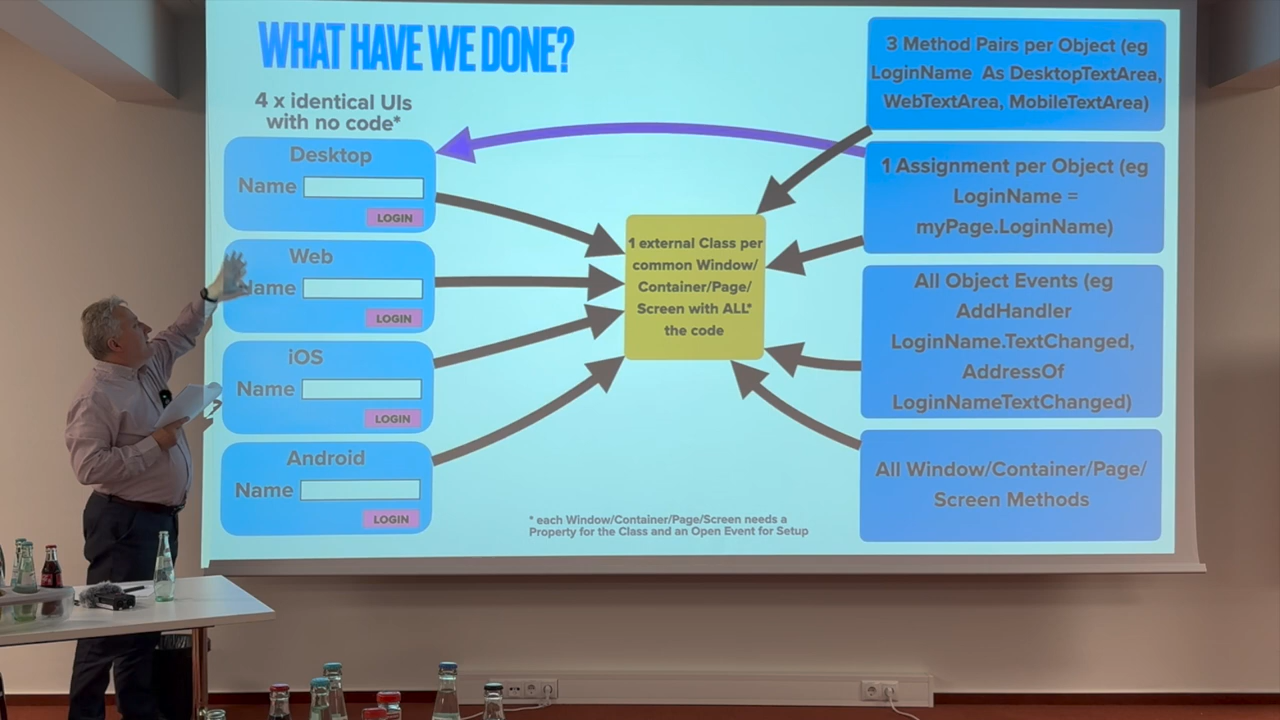 WHAT HAVE WE DONE?
4 x identical UIs
with no code*
Desktop
Name
LOGIN
Web
Name
LOGIN
iOS
Name
LOGIN
Android
Name
LOGIN
1 external Class per
common Window/
Container/Page/
Screen with ALL*
the code
3 Method Pairs per Object (eg
LoginName As DesktopTextArea,
WebTextArea, MobileTextArea)
1 Assignment per Object (eg
LoginName =
myPage.LoginName)
All Object Events (eg
AddHandler
LoginName.TextChanged,
AddressOf
LoginNameTextChanged)
All Window/Container/Page/
Screen Methods
* each Window/Container/Page/Screen needs a
Property for the Class and an Open Event for Setup